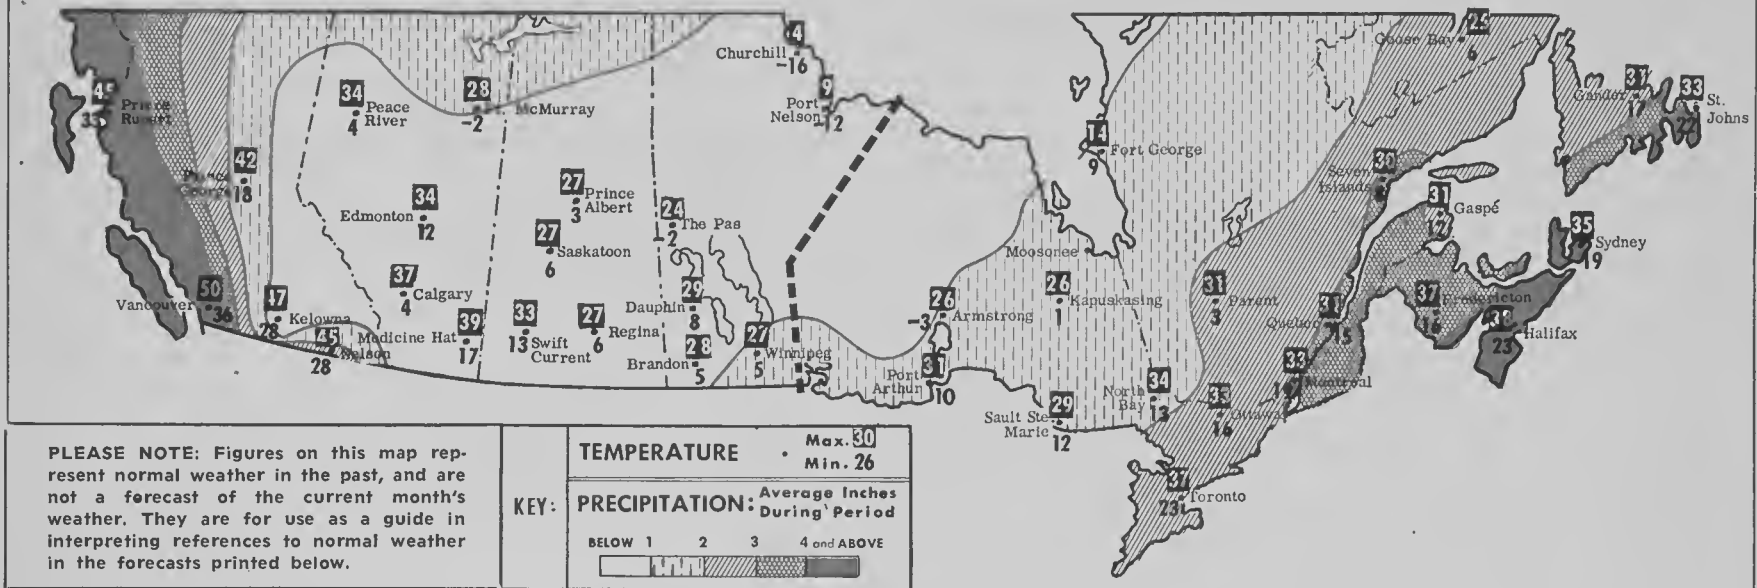 4
Churchill
-16
25
Goose Bay
6
45
Prince
Rupert
33
34
Peace
River
4
28
McMurray
-2
9
Port
Nelson
-12
14
Fort George
9
31
Gander
17
33
St.
Johns
22
42
Prince
George
18
34
Edmonton
12
27
Prince
Albert
3
24
The Pas
-2
30
Seven
Islands
31
Gaspé
12
35
Sydney
19
27
Saskatoon
6
Moosonee
50
Vancouver
36
47
Kelowna
28
37
Calgary
4
29
Dauphin
8
26
Armstrong
-3
26
Kapuskasing
1
31
Parent
3
31
Quebec
15
37
Fredericton
16
38
Halifax
23
45
Nelson
28
Medicine Hat
39
17
33
13 Swift
Current
27
Regina
6
28
Brandon
5
27
Winnipeg
5
31
Port
Arthur
10
29
Sault Ste.
Marie
12
34
North
Bay
13
33
Ottawa
16
33
Montreal
37
Toronto
23
PLEASE NOTE: Figures on this map rep-
resent normal weather in the past, and are
not a forecast of the current month's
weather. They are for use as a guide in
interpreting references to normal weather
in the forecasts printed below.
KEY:
TEMPERATURE • Max. 30
Min. 26
PRECIPITATION: Average Inches
During Period
BELOW 1 2 3 4 and ABOVE